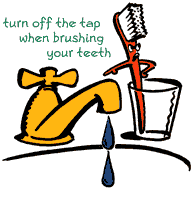 turn off the tap
when brushing
your teeth